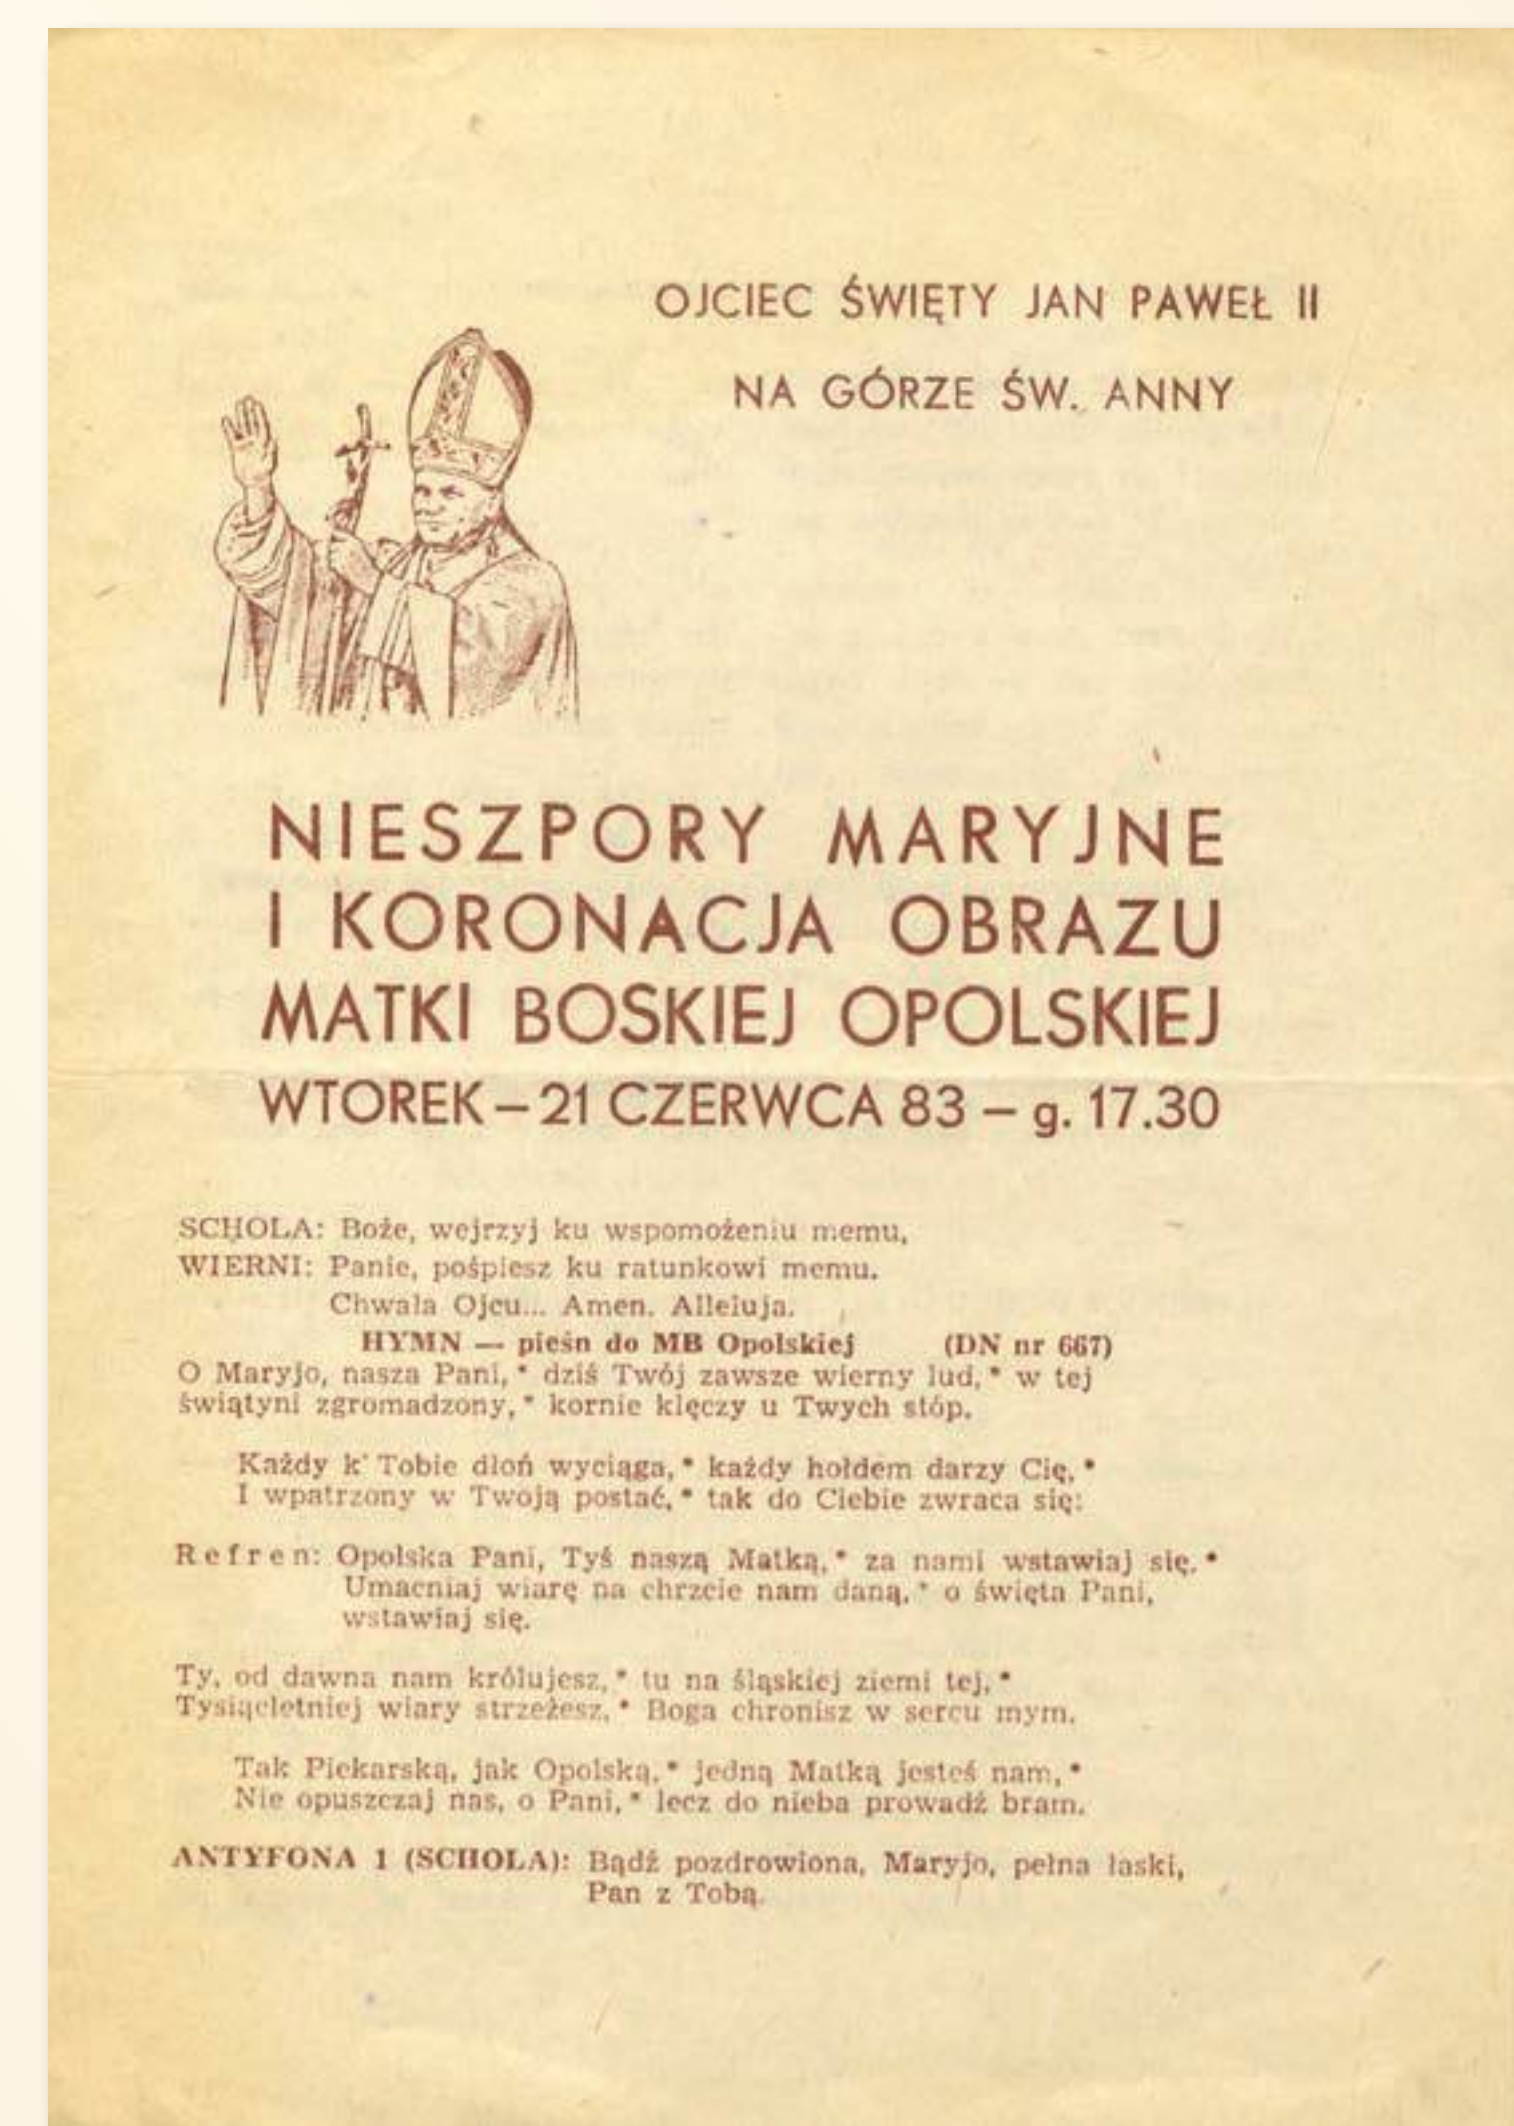 OJCIEC ŚWIĘTY JAN PAWEŁ II
NA GÓRZE ŚW. ANNY
NIESZPORY MARYJNE
I KORONACJA OBRAZU
MATKI BOSKIEJ OPOLSKIEJ
WTOREK – 21 CZERWCA 83 – g. 17.30
SCHOLA: Boże, wejrzyj ku wspomożeniu memu,
WIERNI: Panie, pośpiesz ku ratunkowi memu.
Chwała Ojcu... Amen. Alleluja.
HYMN — pieśn do MB Opolskiej (DN nr 667)
O Maryjo, nasza Pani, * dziś Twój zawsze wierny lud, * w tej
świątyni zgromadzony, * kornie klęczy u Twych stóp.
Każdy k' Tobie dłoń wyciąga, * każdy hołdem darzy Cię, *
I wpatrzony w Twoją postać, * tak do Ciebie zwraca się:
Refren: Opolska Pani, Tyś naszą Matką, * za nami wstawiaj się, *
Umacniaj wiarę na chrzcie nam daną, * o święta Pani,
wstawiaj się.
Ty, od dawna nam królujesz, * tu na śląskiej ziemi tej, *
Tysiącletniej wiary strzeżesz, * Boga chronisz w sercu mym.
Tak Piekarską, jak Opolską, * jedną Matką jesteś nam, *
Nie opuszczaj nas, o Pani, * lecz do nieba prowadź bram.
ANTYFONA 1 (SCHOLA): Bądź pozdrowiona, Maryjo, pełna łaski,
Pan z Tobą.